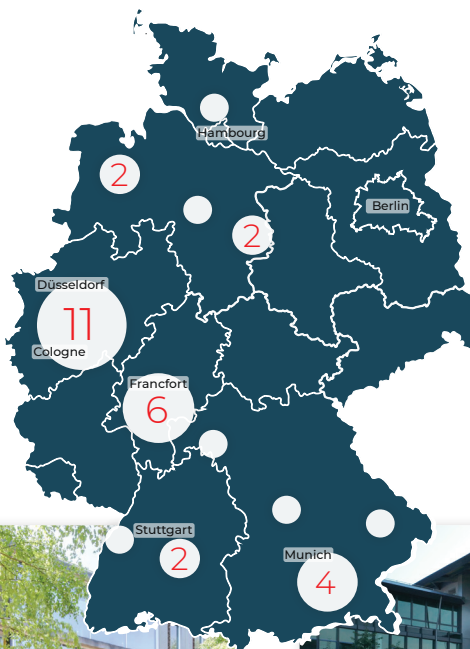 Hambourg
2
Berlin
2
Düsseldorf
11
Cologne
Francfort
6
Stuttgart
2
Munich
4